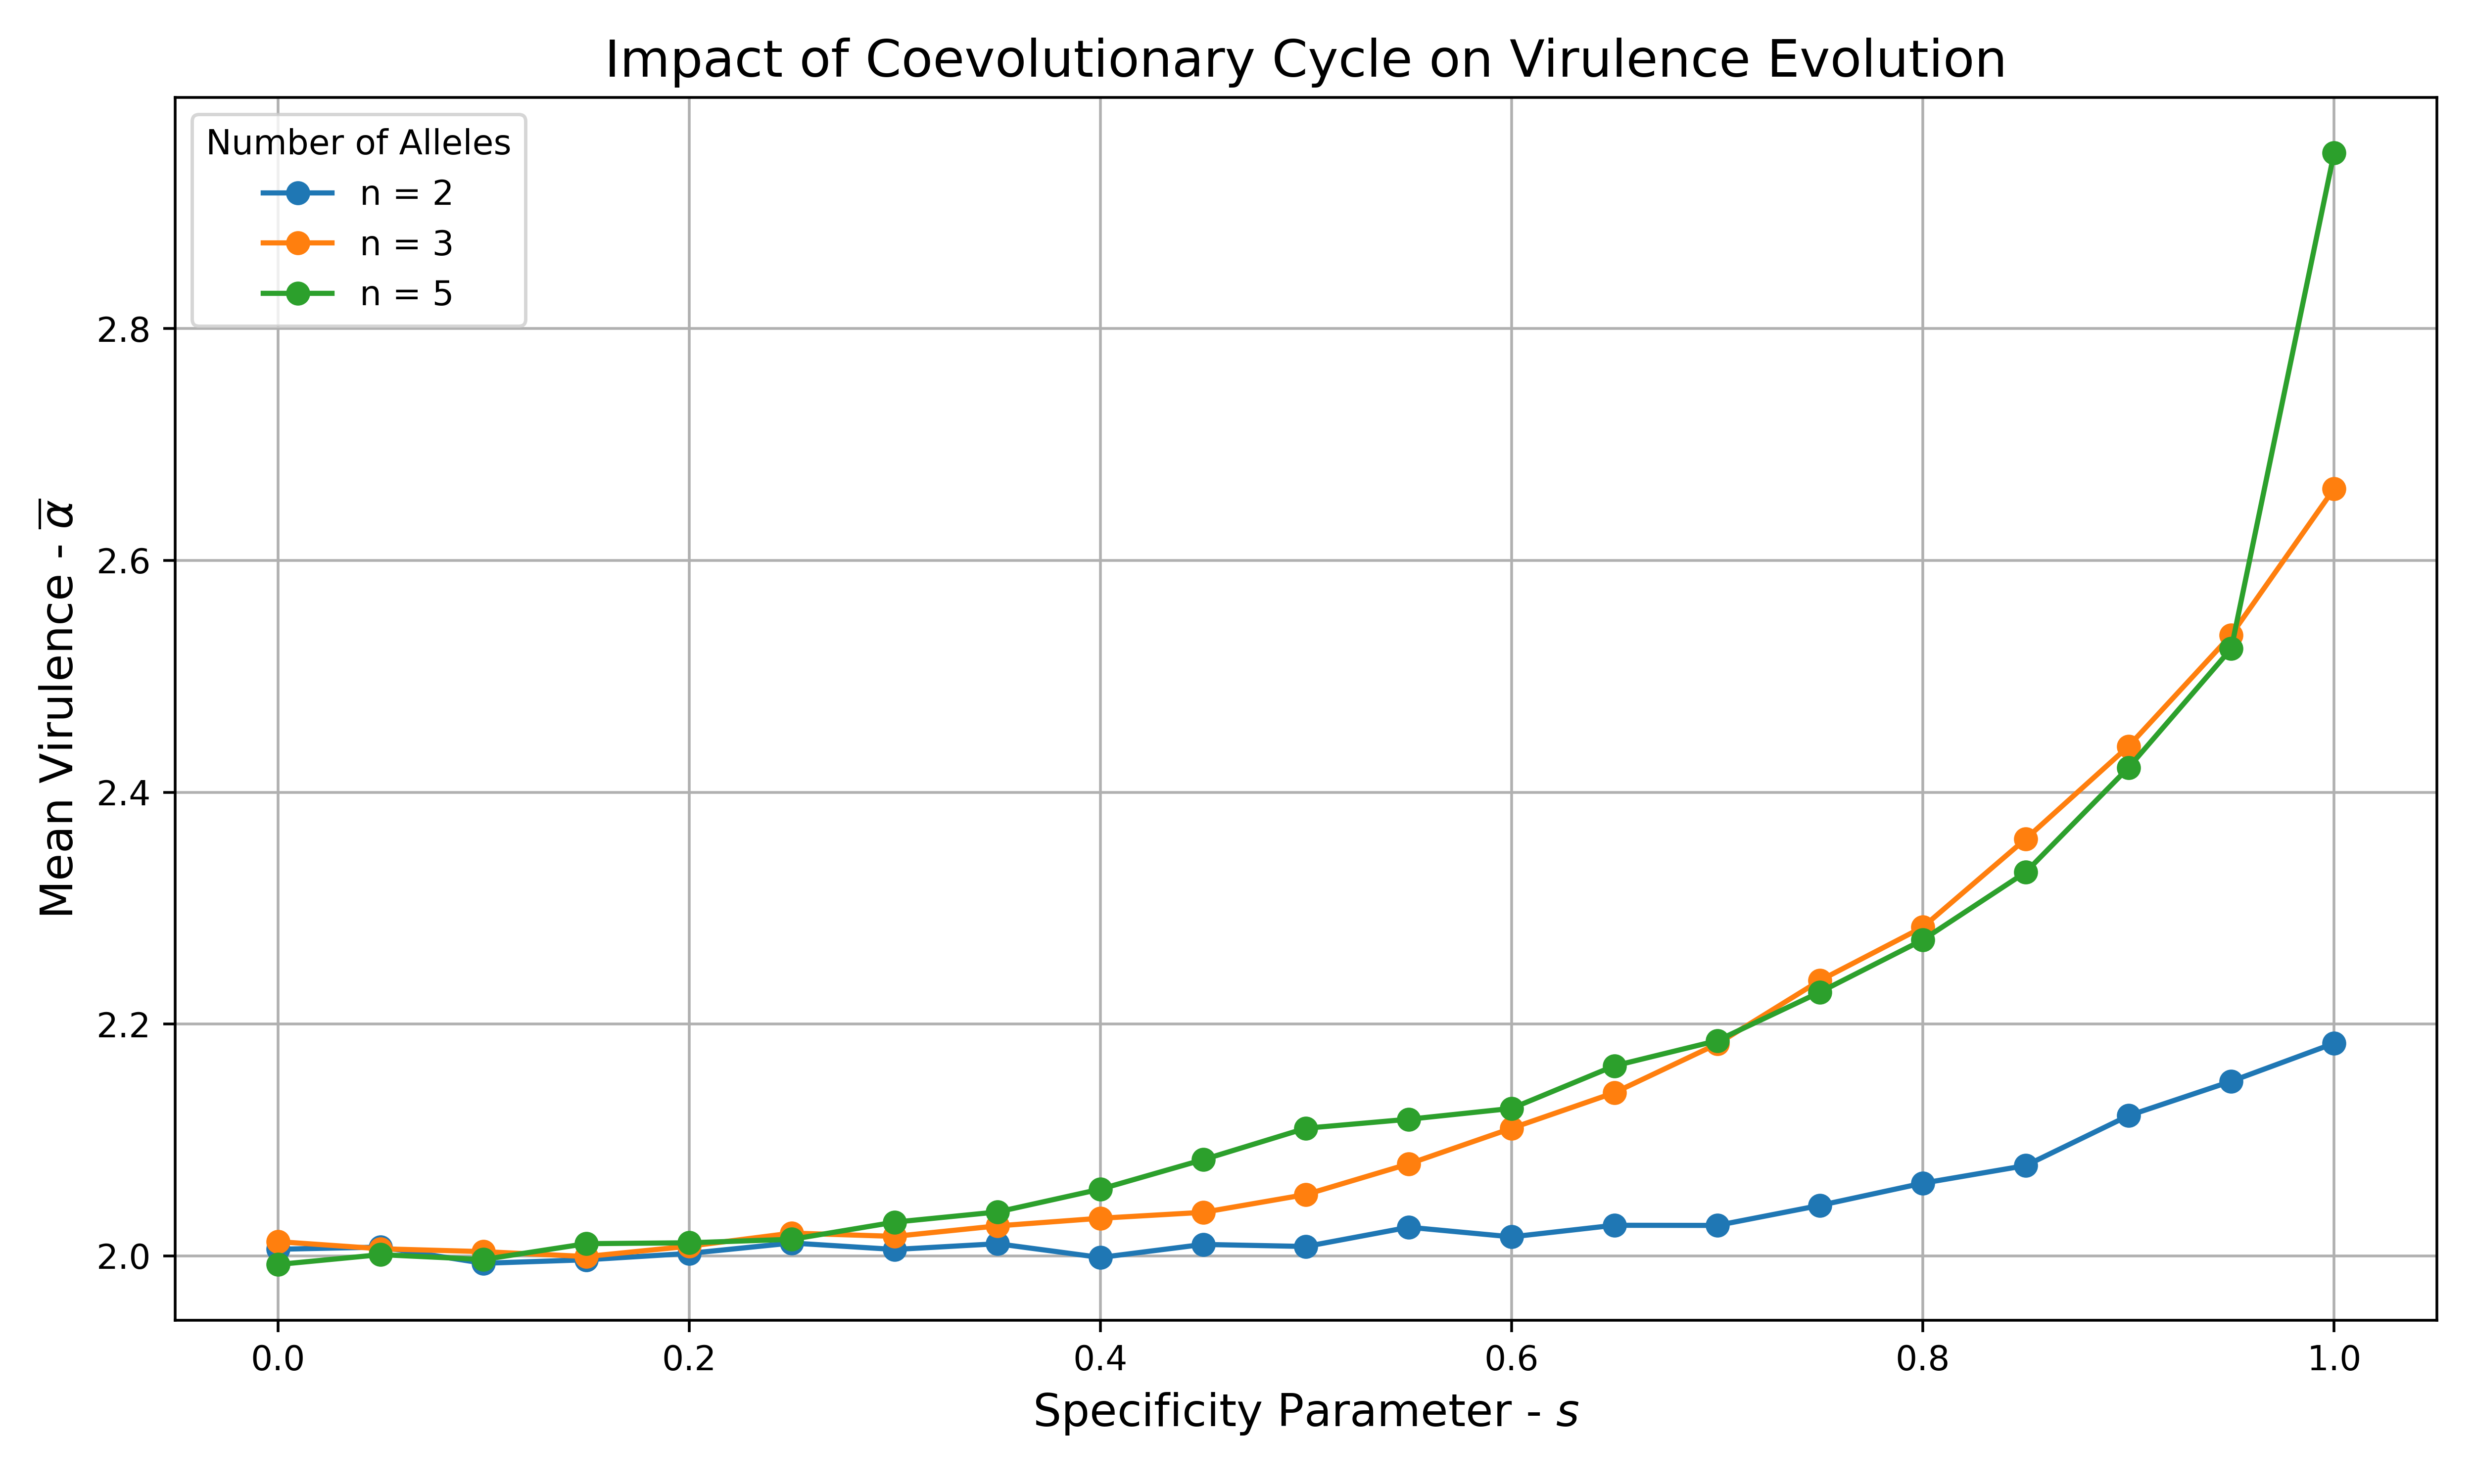 Impact of Coevolutionary Cycle on Virulence Evolution
Number of Alleles
n = 2
n = 3
n = 5
2.8
2.6
2.4
2.2
2.0
Mean Virulence - α̅
0.0 0.2 0.4 0.6 0.8 1.0
Specificity Parameter - s